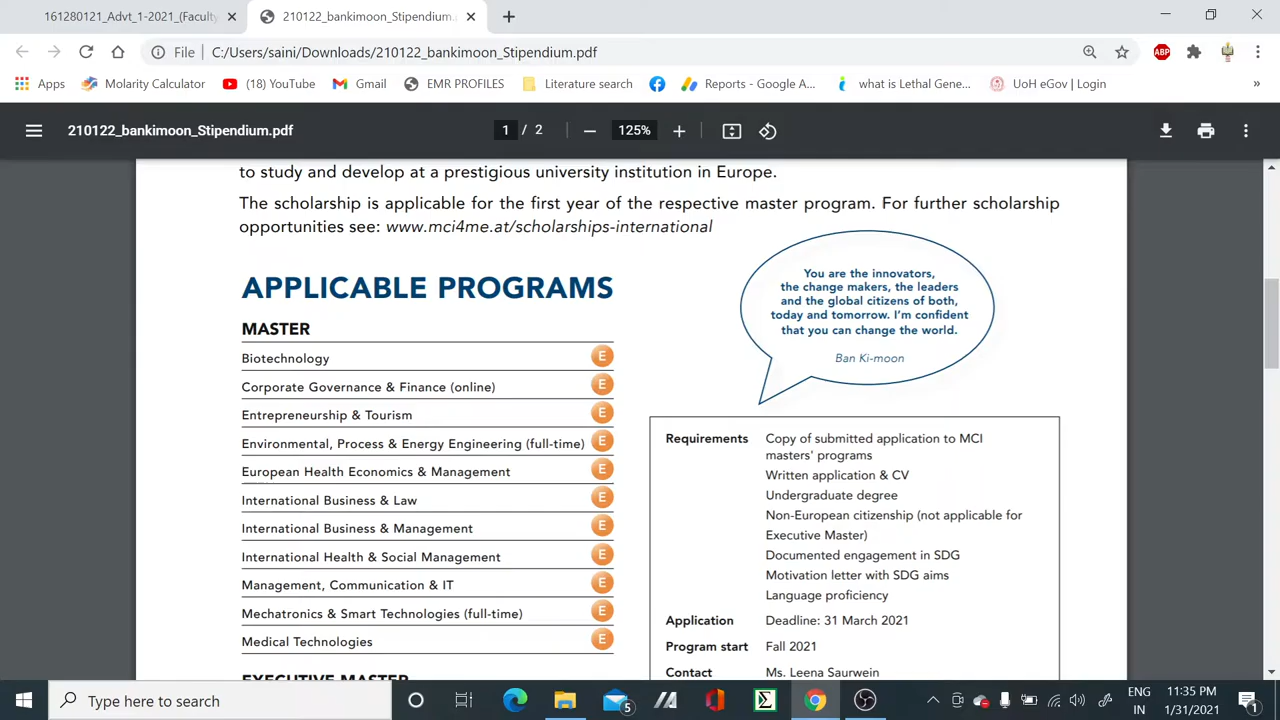 161280121_Advt_1-2021_(Faculty
210122_bankimoon_Stipendium.pdf
File
C:/Users/saini/Downloads/210122_bankimoon_Stipendium.pdf
ABP
Apps
Molarity Calculator
(18) YouTube
Gmail
EMR PROFILES
Literature search
Reports - Google A...
what is Lethal Gene...
UoH eGov | Login
»
210122_bankimoon_Stipendium.pdf
1 / 2
125%
to study and develop at a prestigious university institution in Europe.
The scholarship is applicable for the first year of the respective master program. For further scholarship
opportunities see: www.mci4me.at/scholarships-international
APPLICABLE PROGRAMS
MASTER
Biotechnology E
Corporate Governance & Finance (online) E
Entrepreneurship & Tourism E
Environmental, Process & Energy Engineering (full-time) E
European Health Economics & Management E
International Business & Law E
International Business & Management E
International Health & Social Management E
Management, Communication & IT E
Mechatronics & Smart Technologies (full-time) E
Medical Technologies E
EXECUTIVE MASTER
You are the innovators,
the change makers, the leaders
and the global citizens of both,
today and tomorrow. I'm confident
that you can change the world.
Ban Ki-moon
Requirements Copy of submitted application to MCI
masters' programs
Written application & CV
Undergraduate degree
Non-European citizenship (not applicable for
Executive Master)
Documented engagement in SDG
Motivation letter with SDG aims
Language proficiency
Application Deadline: 31 March 2021
Program start Fall 2021
Contact Ms. Leena Saurwein
Type here to search
5
ENG
IN
11:35 PM
1/31/2021
1